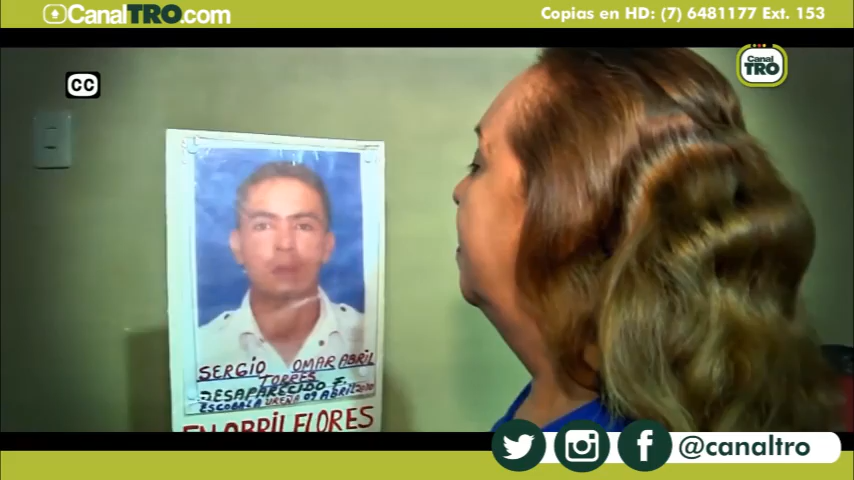 CanalTRO.com
Copias en HD: (7) 6481177 Ext. 153
CC
Canal
TRO
SERGIO OMAR ABRIL
TORRES
DESAPARECIDO
UREÑA 09 ABRIL
EN ABRIL FLORES
@canaltro